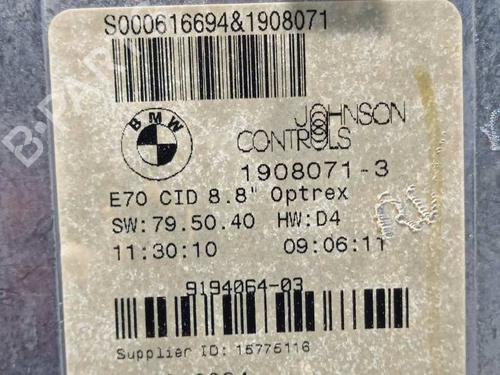 S000616694&1908071
BMW
JOHNSON
CONTROLS
1908071-3
E70 CID 8.8" Optrex
SW:79.50.40 HW:D4
11:30:10 09:06:11
9194064-03
Supplier ID: 15775116